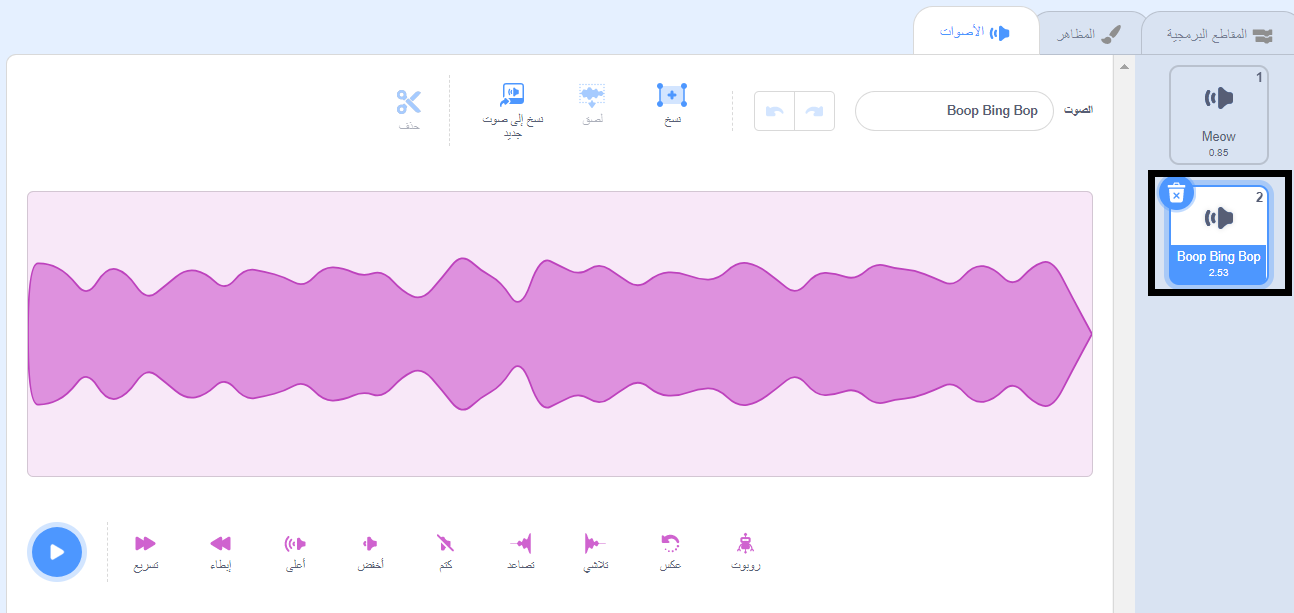 المقاطع البرمجية
المظاهر
الأصوات
1
Meow
0.85
2
Boop Bing Bop
2.53
الصوت
Boop Bing Bop
نسخ
لصق
نسخ إلى صوت
جديد
حذف
تسريع
إبطاء
أعلى
أخفض
كتم
تصاعد
تلاشي
عكس
روبوت